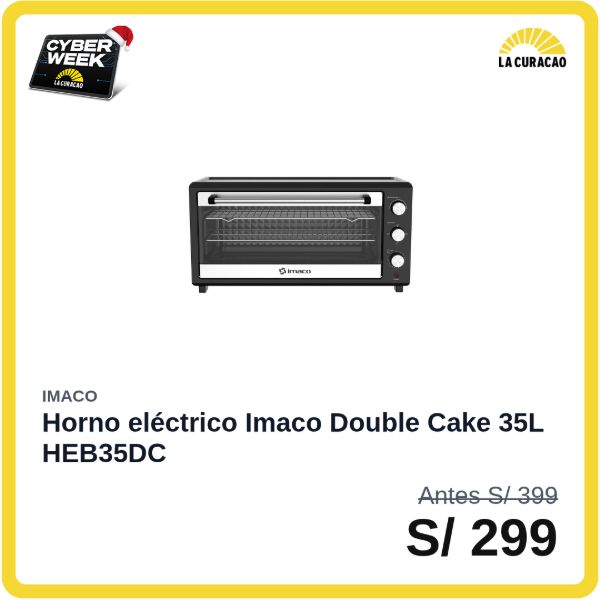 CYBER
WEEK
LA CURACAO
LA CURACAO
imaco
IMACO
Horno eléctrico Imaco Double Cake 35L
HEB35DC
Antes S/ 399
S/ 299